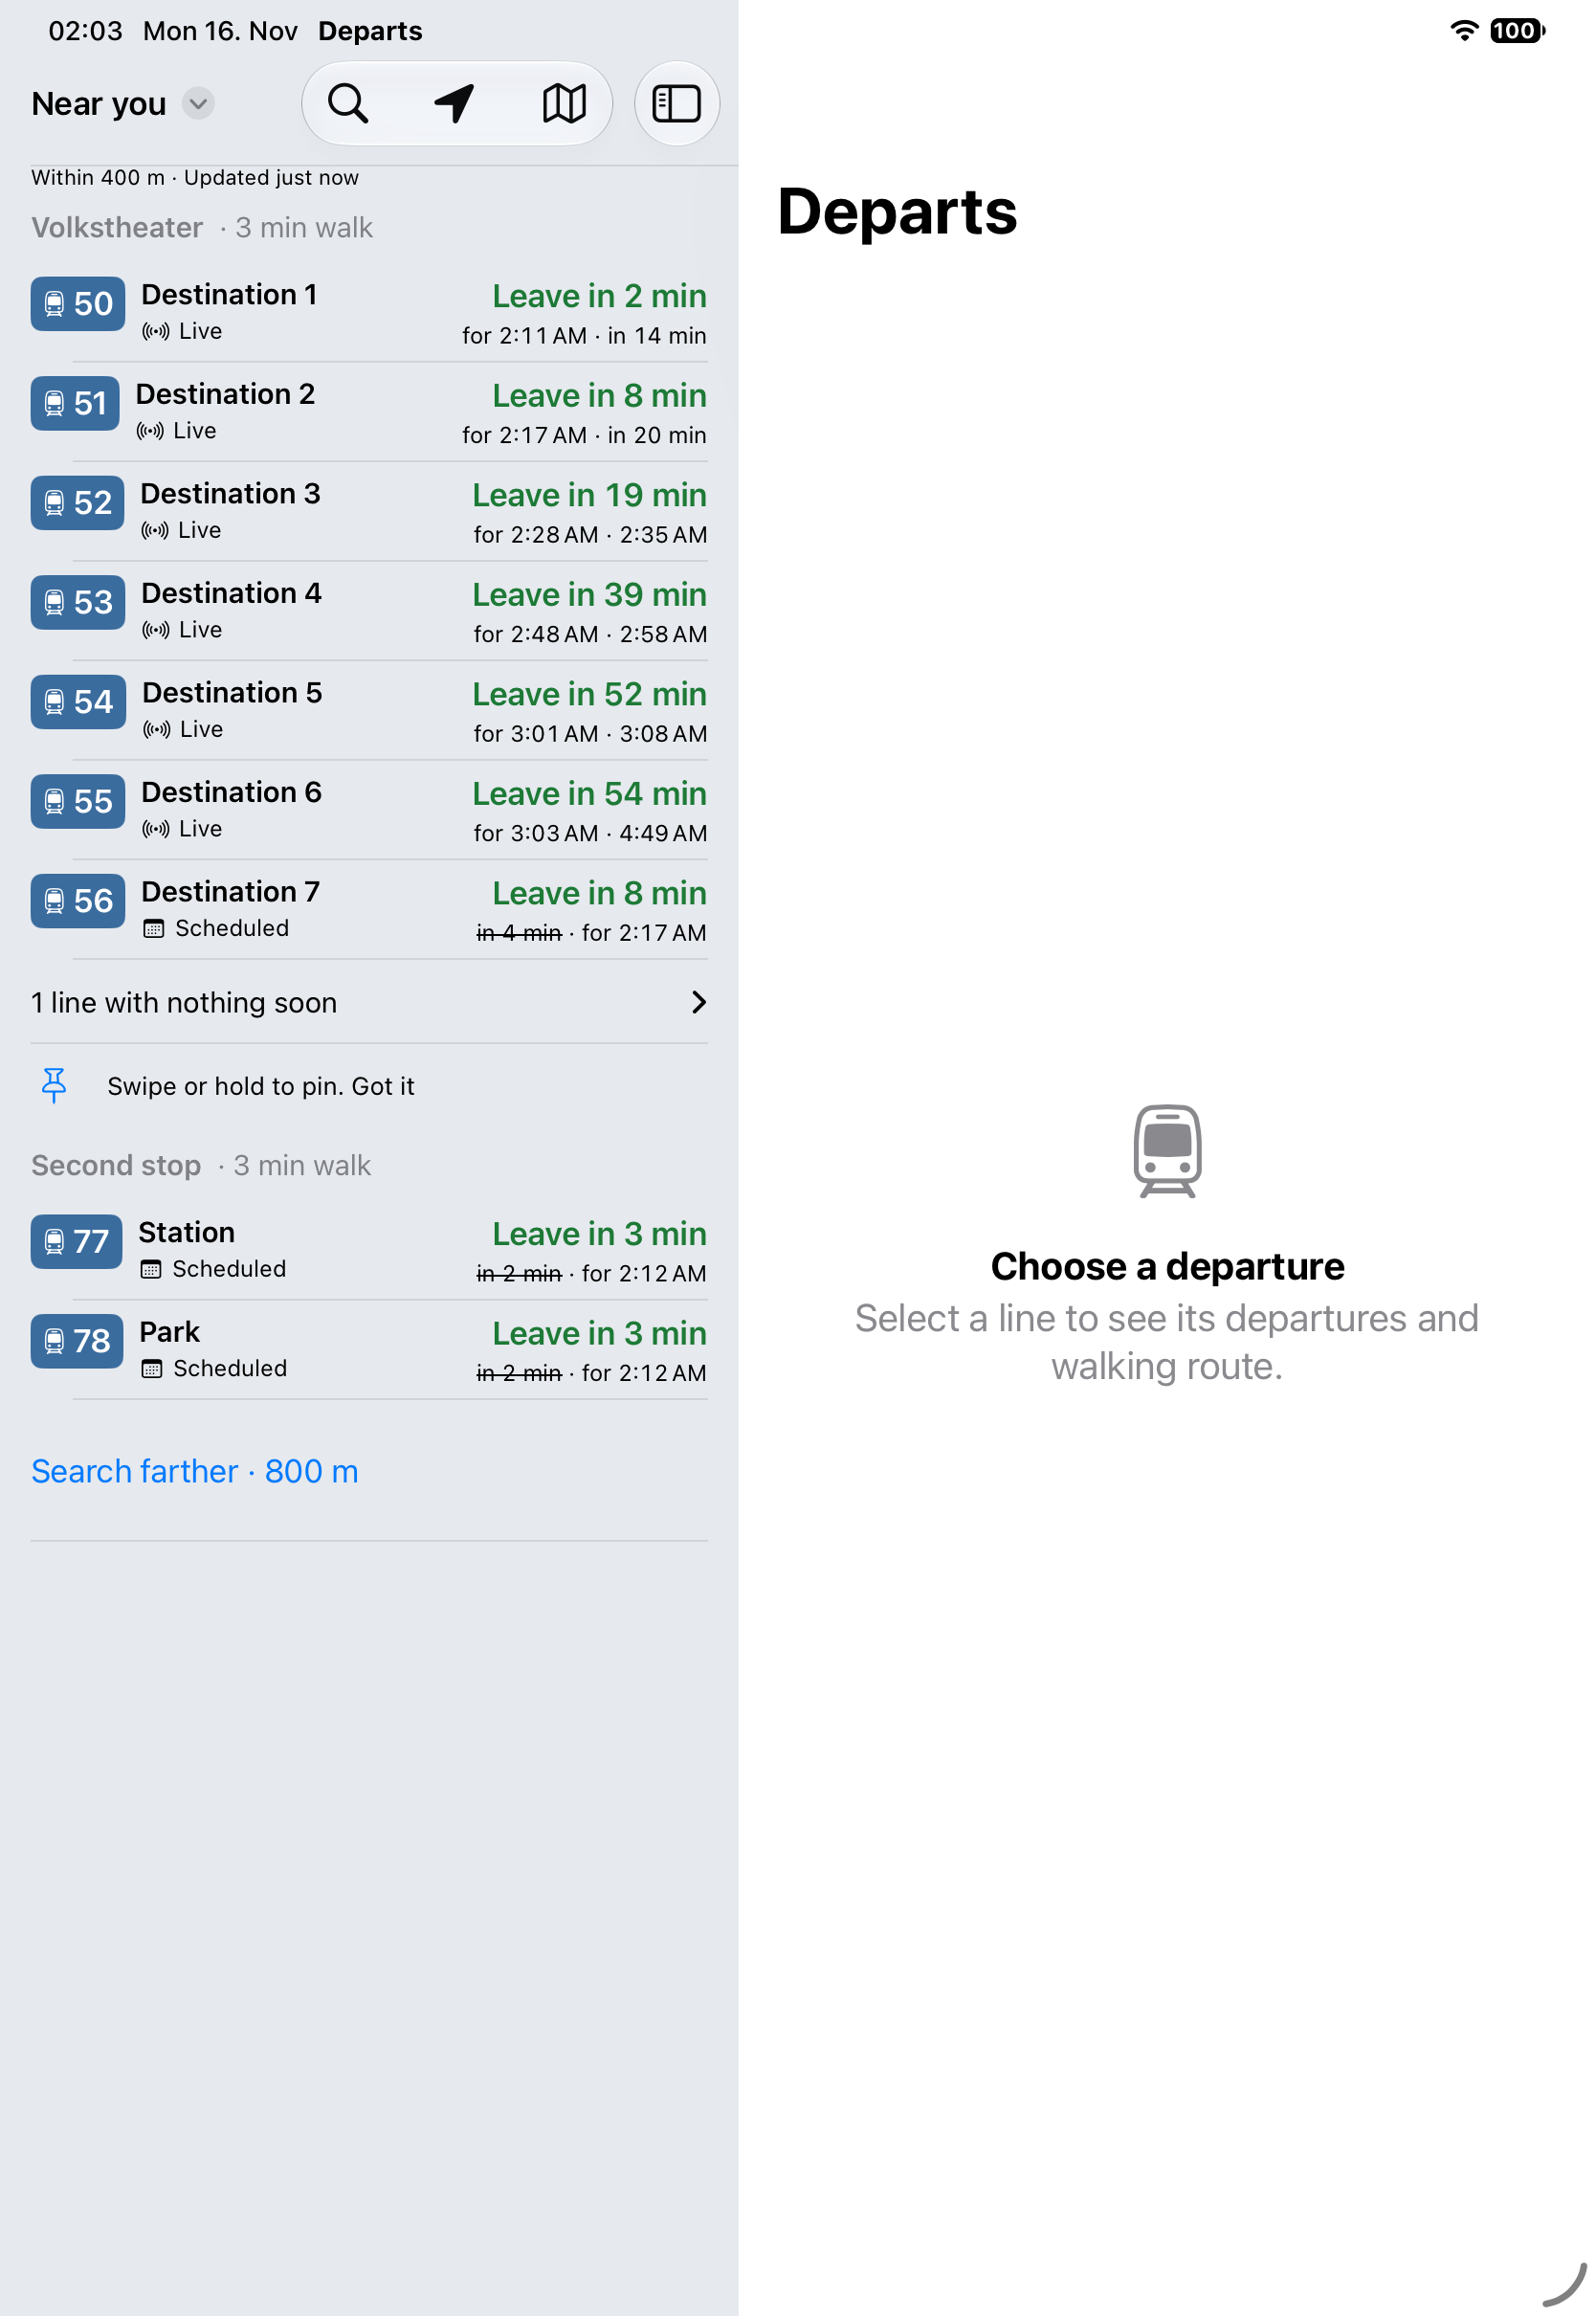 02:03 Mon 16. Nov Departs
100
Near you
Within 400 m · Updated just now
Volkstheater · 3 min walk
50 Destination 1 Leave in 2 min
Live for 2:11 AM · in 14 min
51 Destination 2 Leave in 8 min
Live for 2:17 AM · in 20 min
52 Destination 3 Leave in 19 min
Live for 2:28 AM · 2:35 AM
53 Destination 4 Leave in 39 min
Live for 2:48 AM · 2:58 AM
54 Destination 5 Leave in 52 min
Live for 3:01 AM · 3:08 AM
55 Destination 6 Leave in 54 min
Live for 3:03 AM · 4:49 AM
56 Destination 7 Leave in 8 min
Scheduled in 4 min · for 2:17 AM
1 line with nothing soon
Swipe or hold to pin. Got it
Second stop · 3 min walk
77 Station Leave in 3 min
Scheduled in 2 min · for 2:12 AM
78 Park Leave in 3 min
Scheduled in 2 min · for 2:12 AM
Search farther · 800 m
Departs
Choose a departure
Select a line to see its departures and
walking route.